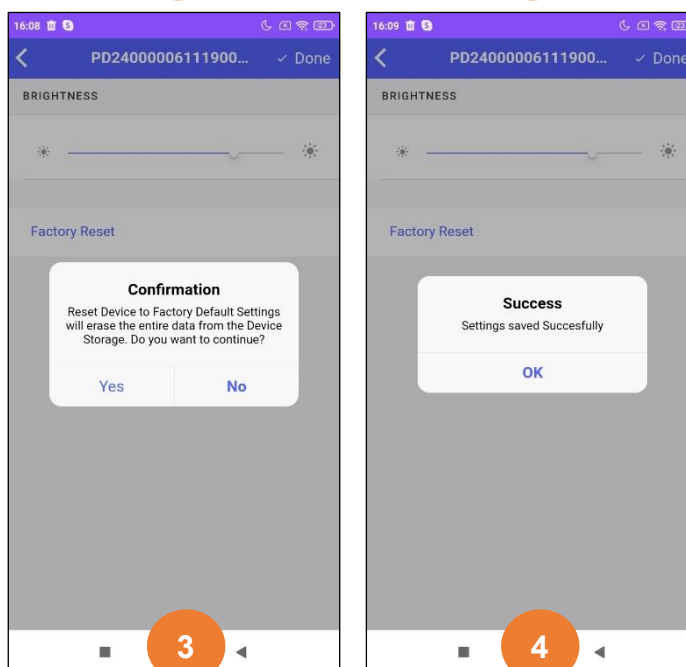 16:08
23
PD24000006111900...
Done
BRIGHTNESS
Factory Reset
Confirmation
Reset Device to Factory Default Settings
will erase the entire data from the Device
Storage. Do you want to continue?
Yes
No
3
16:09
23
PD24000006111900...
Done
BRIGHTNESS
Factory Reset
Success
Settings saved Succesfully
OK
4